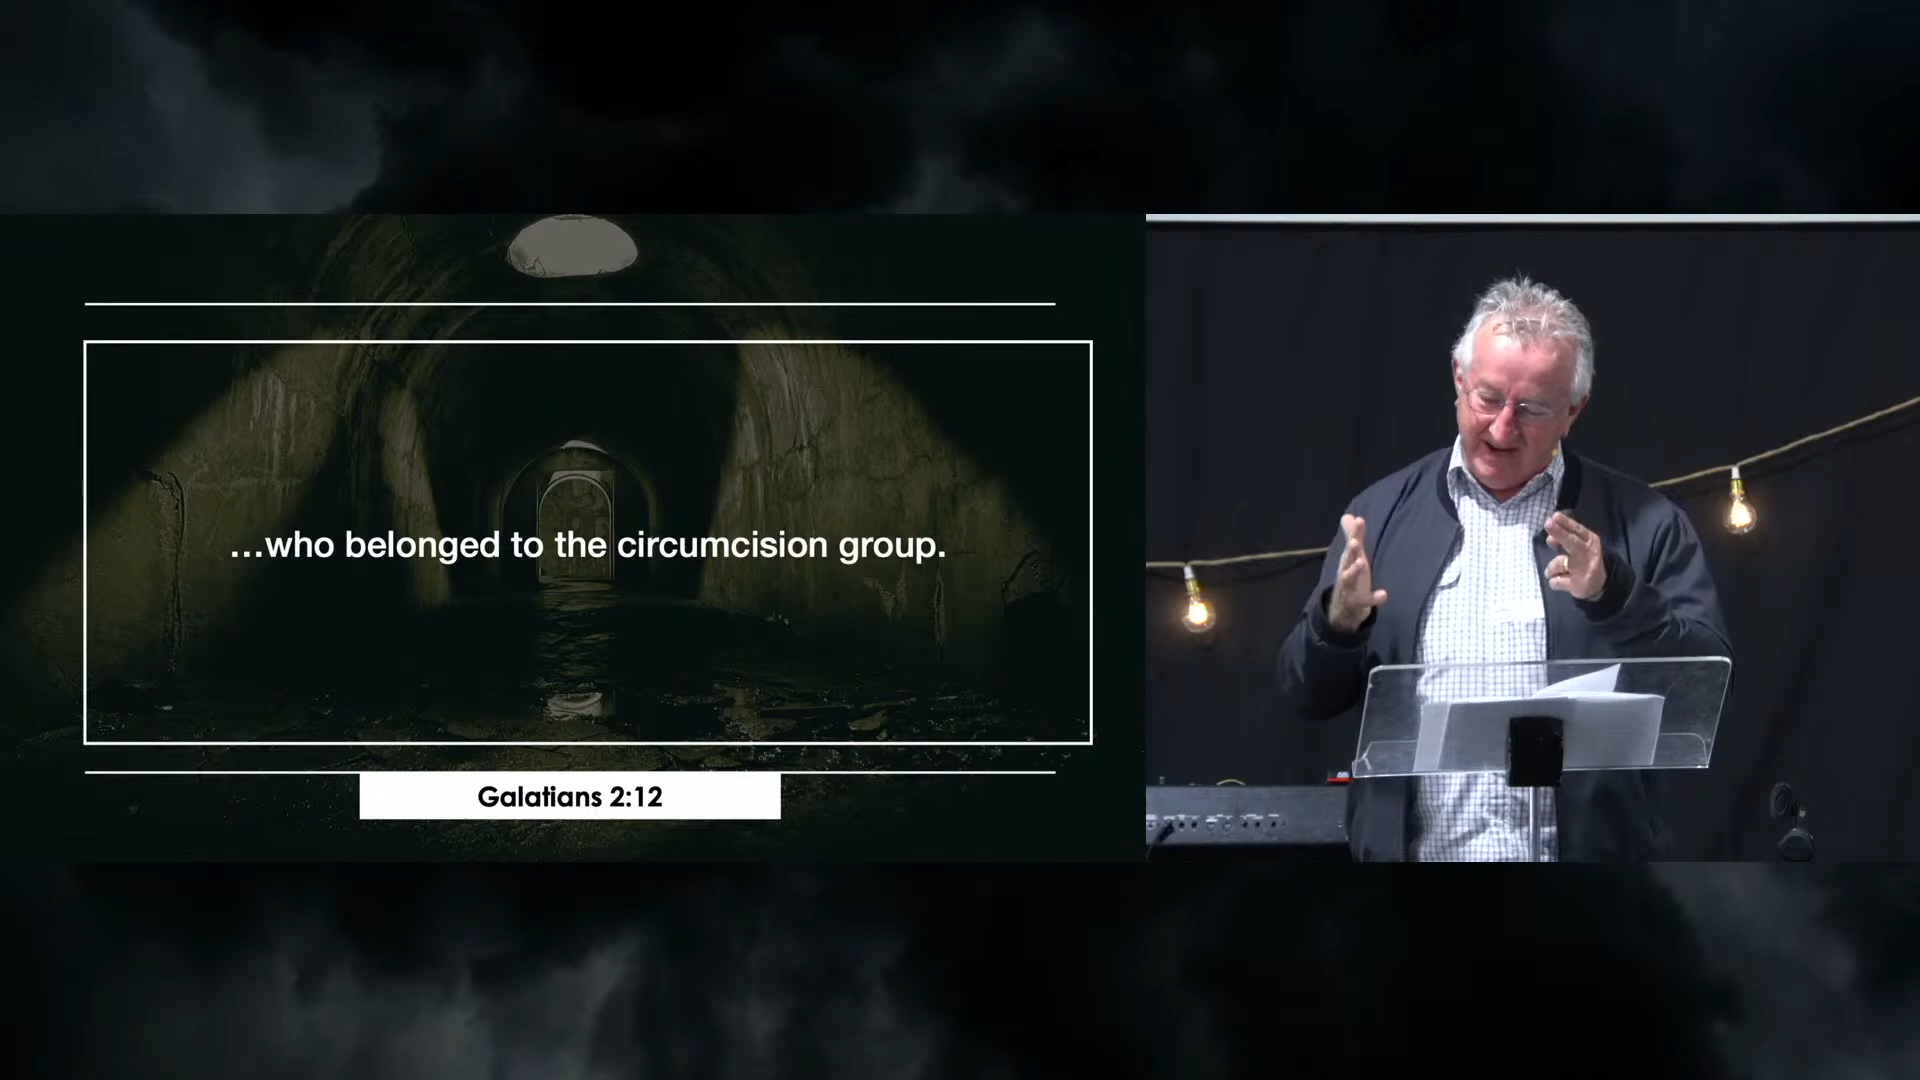 …who belonged to the circumcision group.
Galatians 2:12